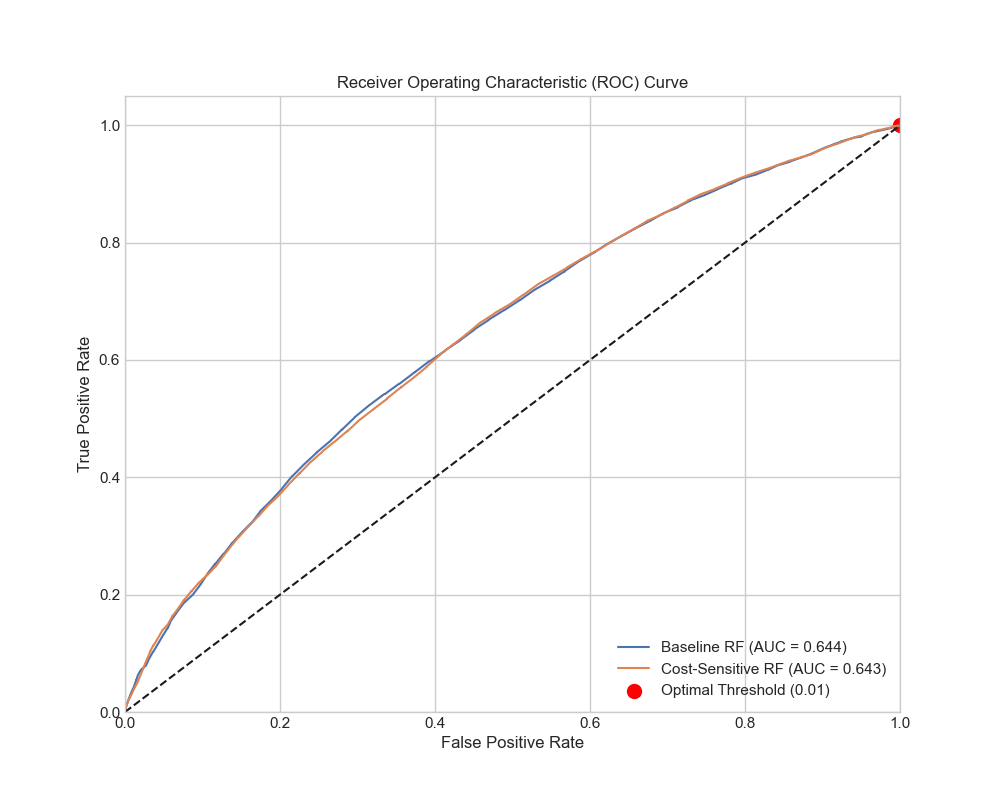 Receiver Operating Characteristic (ROC) Curve
True Positive Rate
1.0
0.8
0.6
0.4
0.2
0.0
Baseline RF (AUC = 0.644)
Cost-Sensitive RF (AUC = 0.643)
Optimal Threshold (0.01)
0.0 0.2 0.4 0.6 0.8 1.0
False Positive Rate